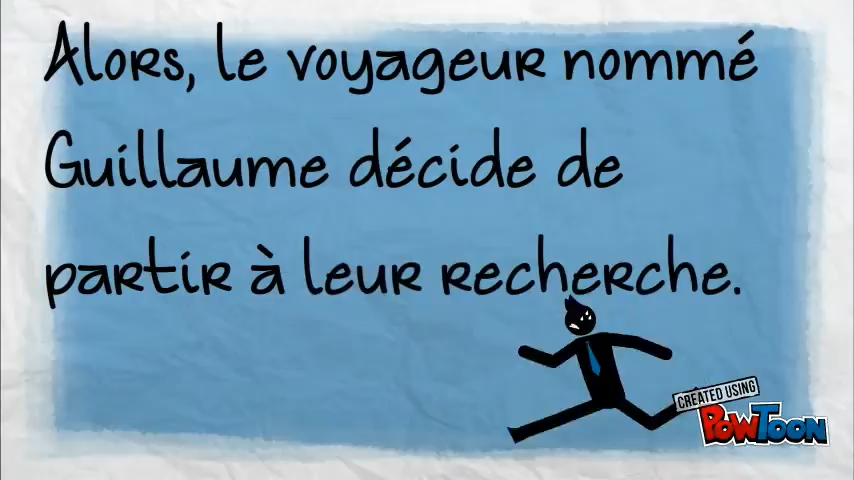 Alors, le voyageur nommé
Guillaume décide de
partir à leur recherche.
CREATED USING
POWTOON